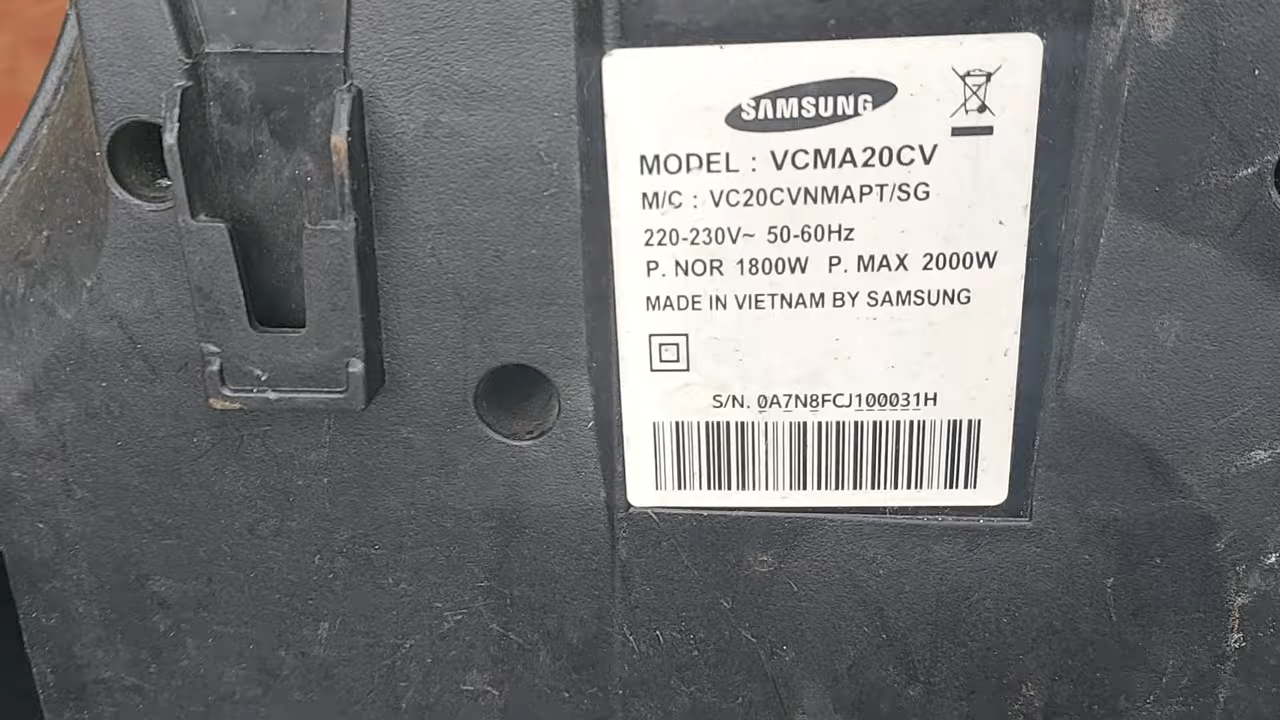 SAMSUNG
MODEL : VCMA20CV
M/C : VC20CVNMAPT/SG
220-230V~ 50-60Hz
P. NOR 1800W P. MAX 2000W
MADE IN VIETNAM BY SAMSUNG
S/N. 0A7N8FCJ100031H